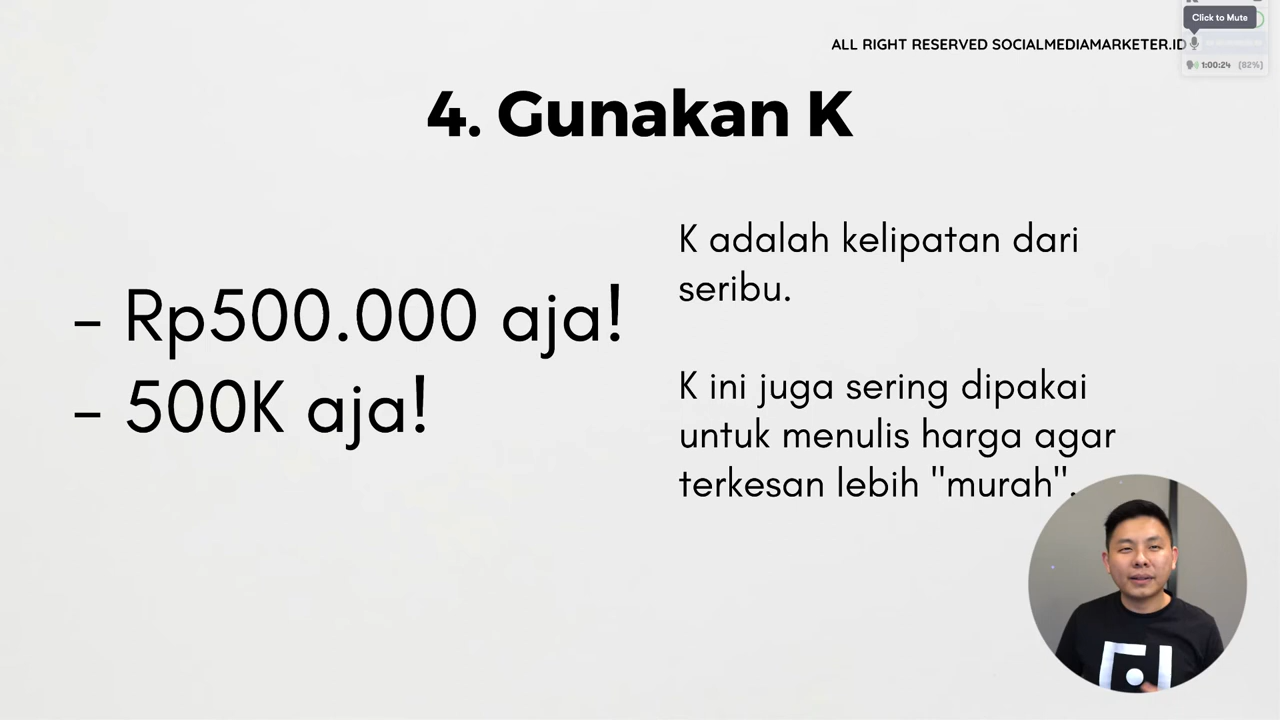 Click to Mute
ALL RIGHT RESERVED SOCIALMEDIAMARKETER.ID
1:00:24 (82%)
4. Gunakan K
- Rp500.000 aja!
- 500K aja!
K adalah kelipatan dari
seribu.
K ini juga sering dipakai
untuk menulis harga agar
terkesan lebih "murah".